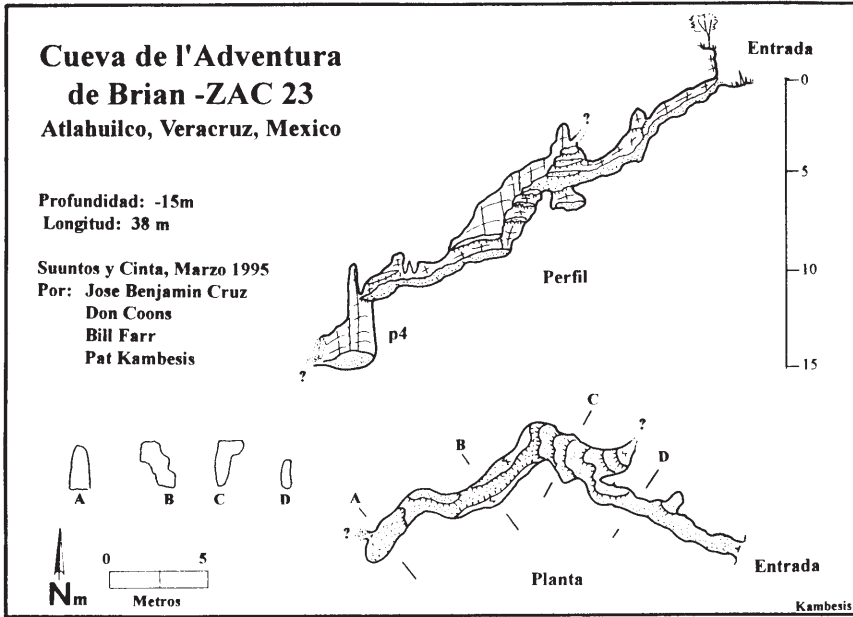 Cueva de l'Adventura
de Brian -ZAC 23
Atlahuilco, Veracruz, Mexico
Profundidad: -15m
Longitud: 38 m
Suuntos y Cinta, Marzo 1995
Por: Jose Benjamin Cruz
Don Coons
Bill Farr
Pat Kambesis
Entrada
0
5
10
15
?
Perfil
p4
?
A
B
C
D
Nm
0 5
Metros
C
?
B
D
A
?
Entrada
Planta
Kambesis